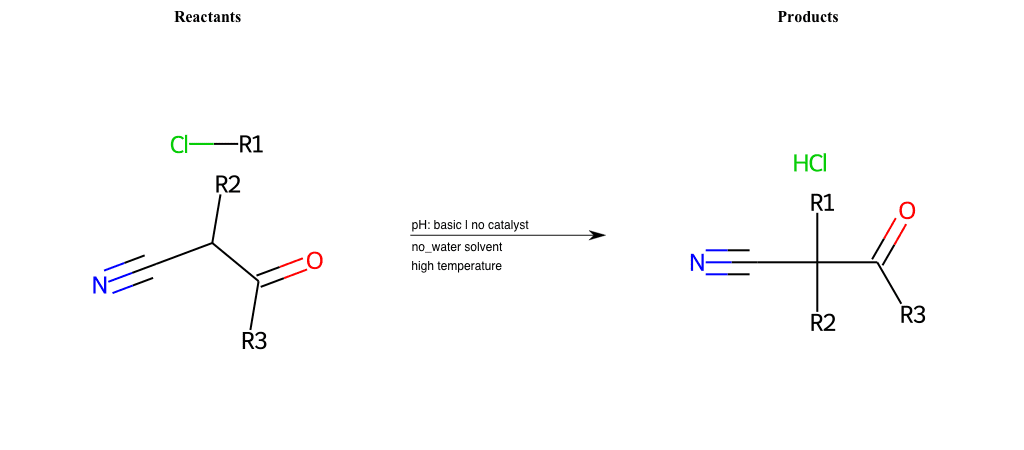 Reactants
Products
Cl R1
R2
N
O
R3
pH: basic | no catalyst
no_water solvent
high temperature
HCl
R1
O
N
R2
R3